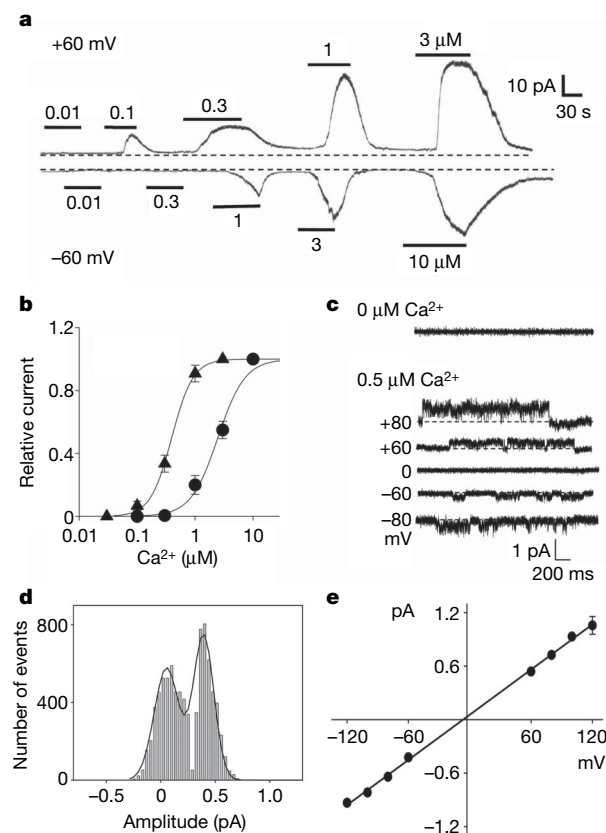 a
+60 mV
0.01 0.1 0.3 1 3 μM
10 pA
30 s
0.01 0.3 1 3 10 μM
−60 mV
b
Relative current
1.2
0.8
0.4
0
0.01 0.1 1 10
Ca²⁺ (μM)
c
0 μM Ca²⁺
0.5 μM Ca²⁺
+80
+60
0
−60
−80
mV
1 pA
200 ms
d
Number of events
800
400
0
−0.5 0 0.5 1.0
Amplitude (pA)
e
pA
1.2
0.6
−120 −60 60 120
mV
−0.6
−1.2